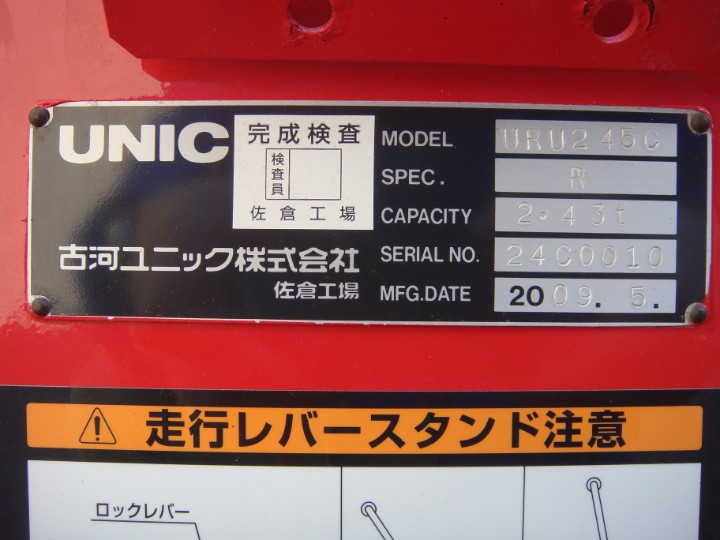 UNIC
完成検査
検査員
佐倉工場
古河ユニック株式会社
佐倉工場
MODEL URU245C
SPEC. R
CAPACITY 2.43t
SERIAL NO. 24C0010
MFG.DATE 2009. 5.
⚠ 走行レバースタンド注意
ロックレバー